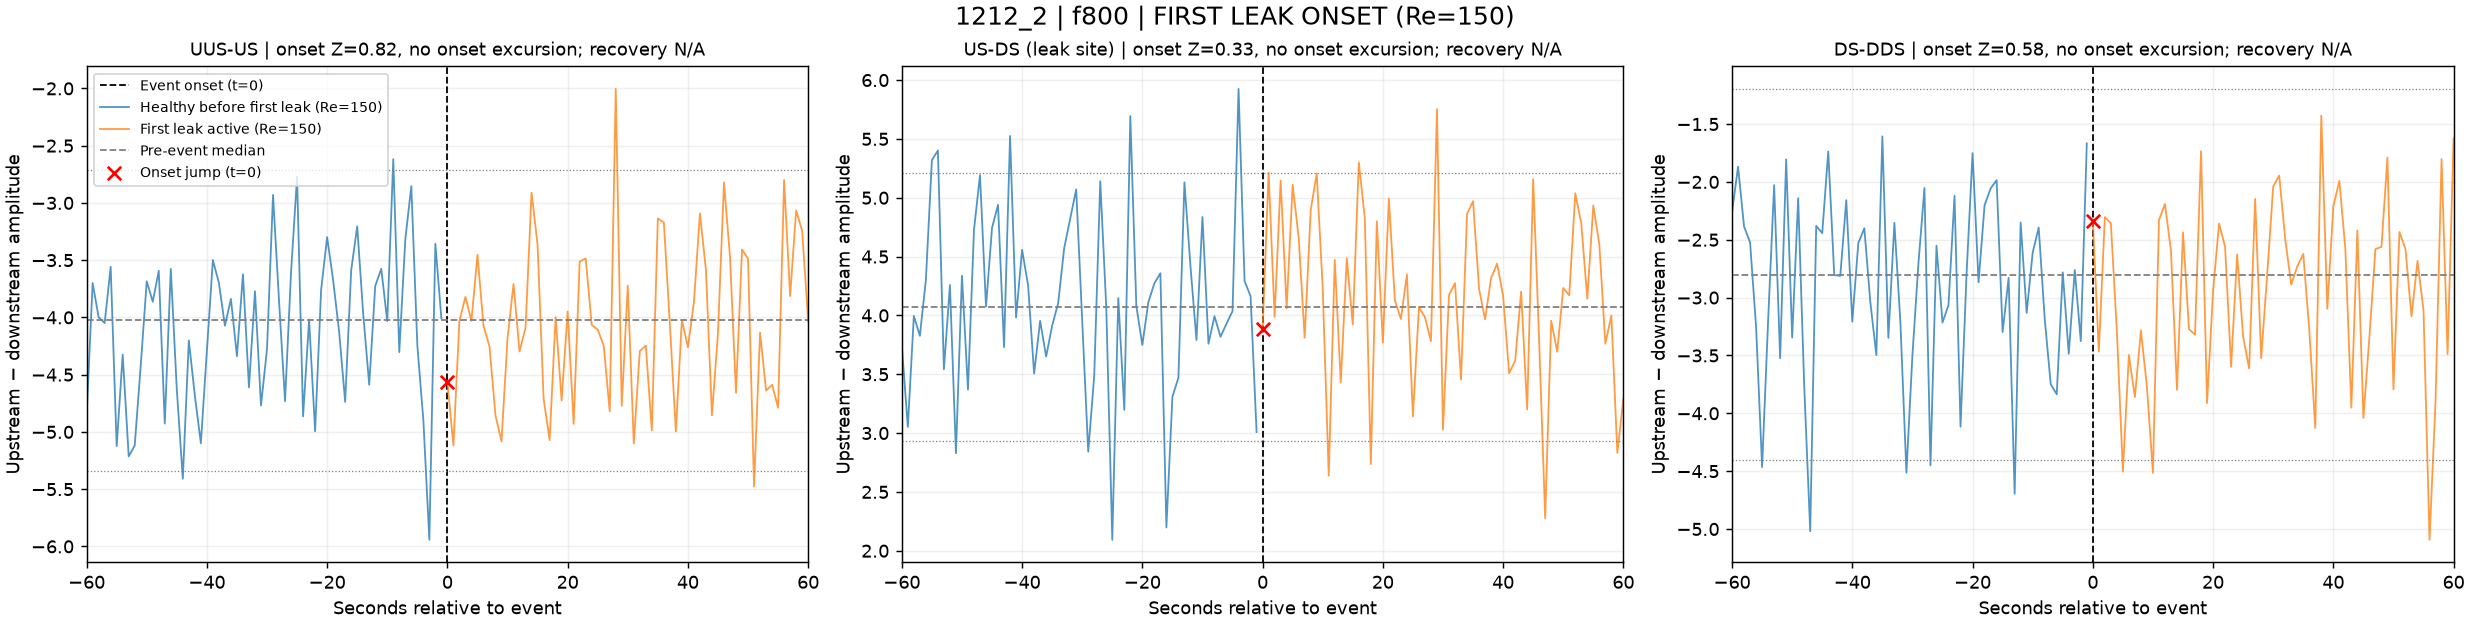 1212_2 | f800 | FIRST LEAK ONSET (Re=150)
UUS-US | onset Z=0.82, no onset excursion; recovery N/A
Upstream − downstream amplitude
−2.0
−2.5
−3.0
−3.5
−4.0
−4.5
−5.0
−5.5
−6.0
Event onset (t=0)
Healthy before first leak (Re=150)
First leak active (Re=150)
Pre-event median
Onset jump (t=0)
−60 −40 −20 0 20 40 60
Seconds relative to event
US-DS (leak site) | onset Z=0.33, no onset excursion; recovery N/A
Upstream − downstream amplitude
6.0
5.5
5.0
4.5
4.0
3.5
3.0
2.5
2.0
−60 −40 −20 0 20 40 60
Seconds relative to event
DS-DDS | onset Z=0.58, no onset excursion; recovery N/A
Upstream − downstream amplitude
−1.5
−2.0
−2.5
−3.0
−3.5
−4.0
−4.5
−5.0
−60 −40 −20 0 20 40 60
Seconds relative to event